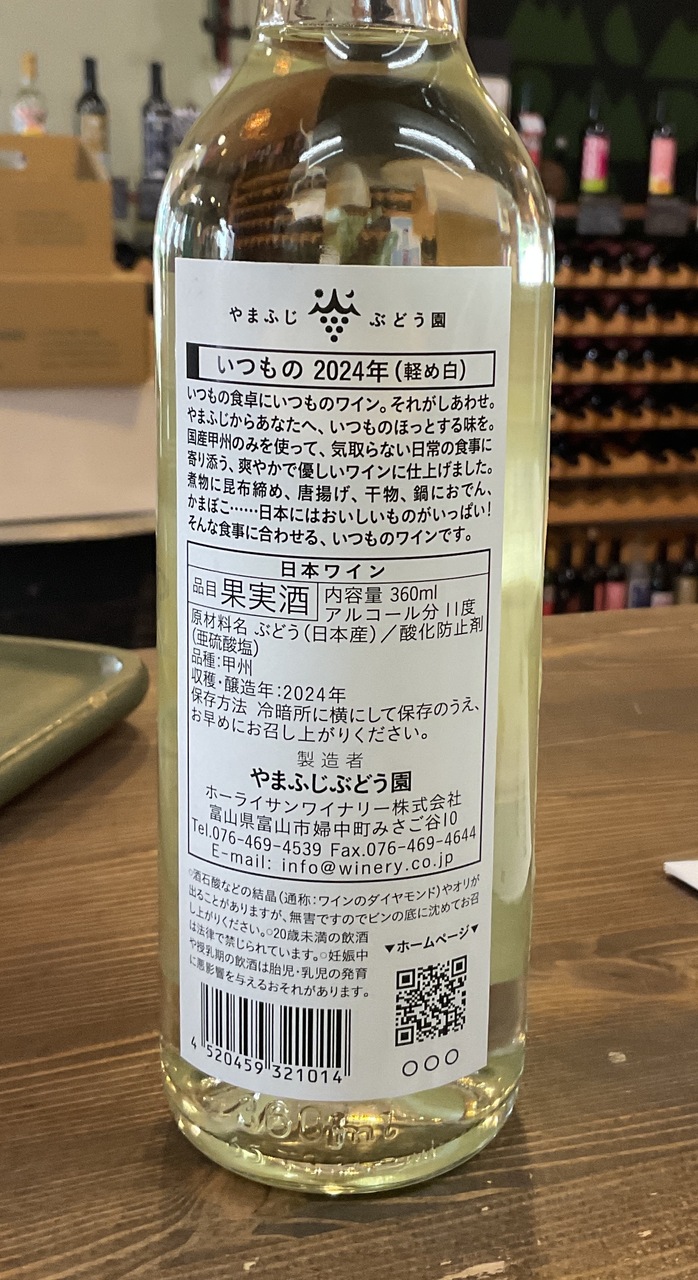 やまふじ ぶどう園
いつもの 2024年(軽め白)
いつもの食卓にいつものワイン。それがしあわせ。
やまふじからあなたへ、いつものほっとする味を。
国産甲州のみを使って、気取らない日常の食事に
寄り添う、爽やかで優しいワインに仕上げました。
煮物に昆布締め、唐揚げ、干物、鍋におでん、
かまぼこ……日本にはおいしいものがいっぱい!
そんな食事に合わせる、いつものワインです。
日本ワイン
品目 果実酒 内容量 360ml
アルコール分 11度
原材料名 ぶどう(日本産)/酸化防止剤
(亜硫酸塩)
品種:甲州
収穫・醸造年:2024年
保存方法 冷暗所に横にして保存のうえ、
お早めにお召し上がりください。
製造者
やまふじぶどう園
ホーライサンワイナリー株式会社
富山県富山市婦中町みさご谷10
Tel.076-469-4539 Fax.076-469-4644
E-mail: info@winery.co.jp
○酒石酸などの結晶(通称:ワインのダイヤモンド)やオリが
出ることがありますが、無害ですのでビンの底に沈めてお召
し上がりください。○20歳未満の飲酒
は法律で禁じられています。○妊娠中
や授乳期の飲酒は胎児・乳児の発育
に悪影響を与えるおそれがあります。
▼ホームページ▼
4 520459 321014
360ml